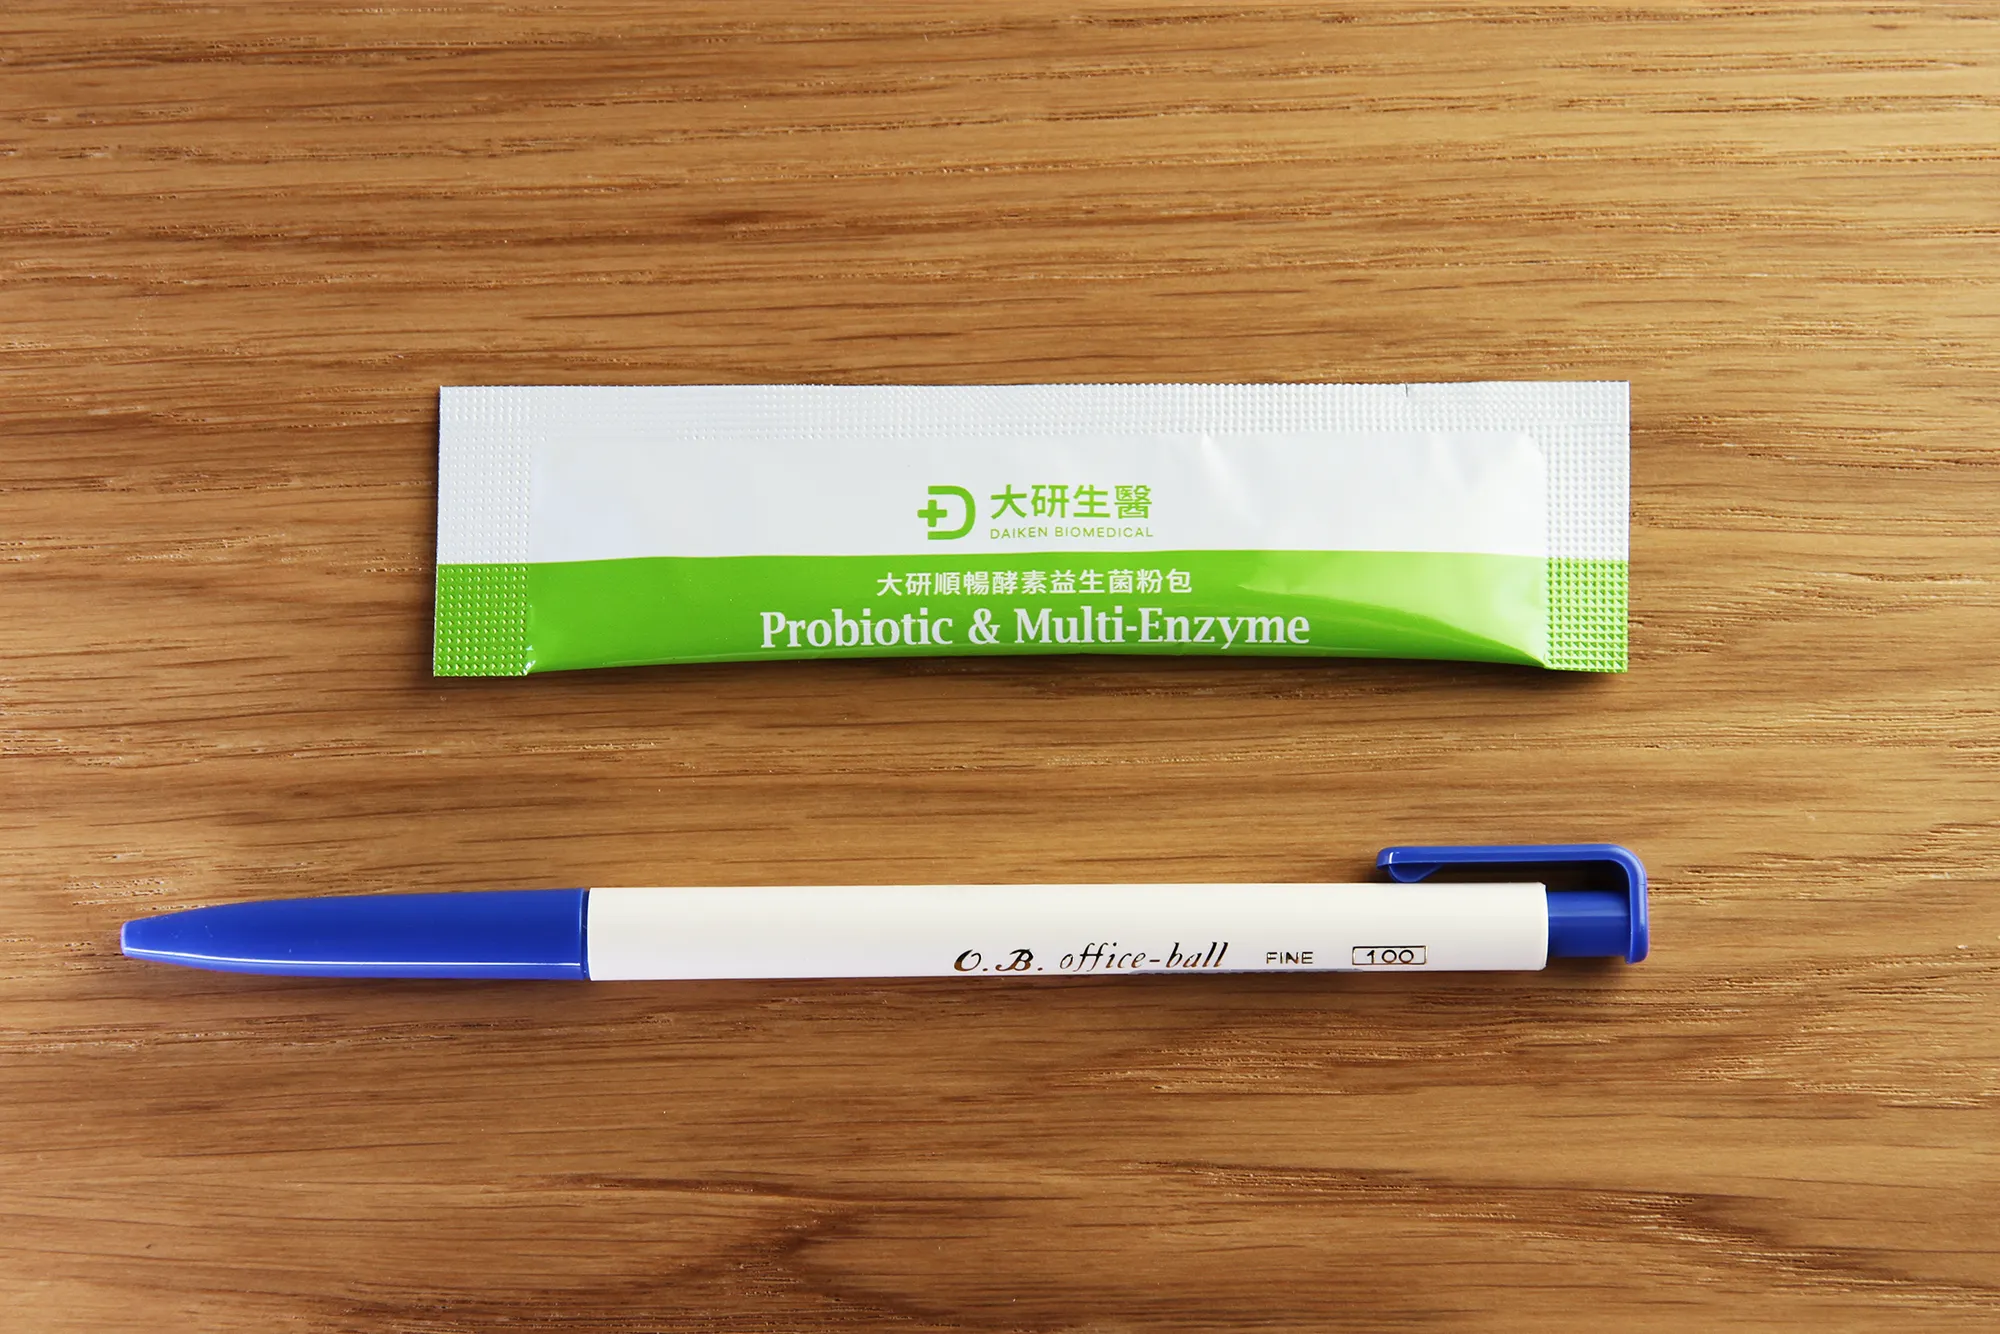 大研生醫
DAIKEN BIOMEDICAL
大研順暢酵素益生菌粉包
Probiotic & Multi-Enzyme
O.B. office-ball FINE 100